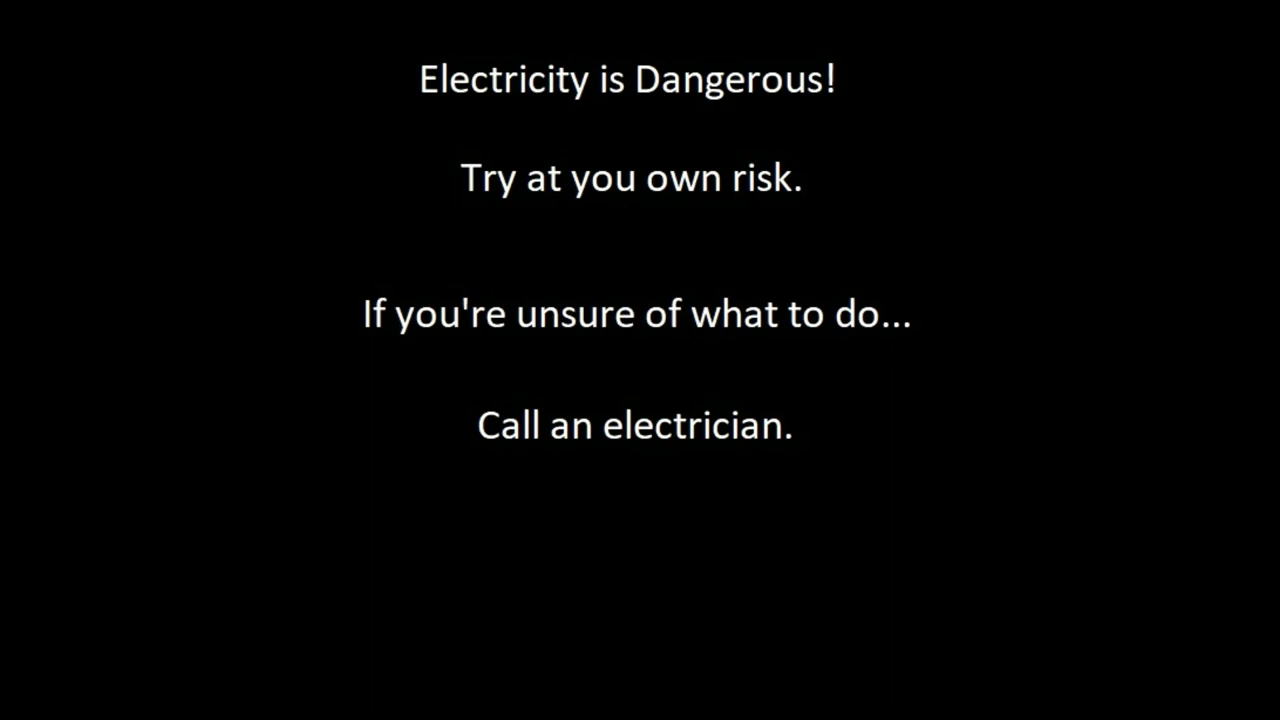 Electricity is Dangerous!
Try at you own risk.
If you're unsure of what to do...
Call an electrician.